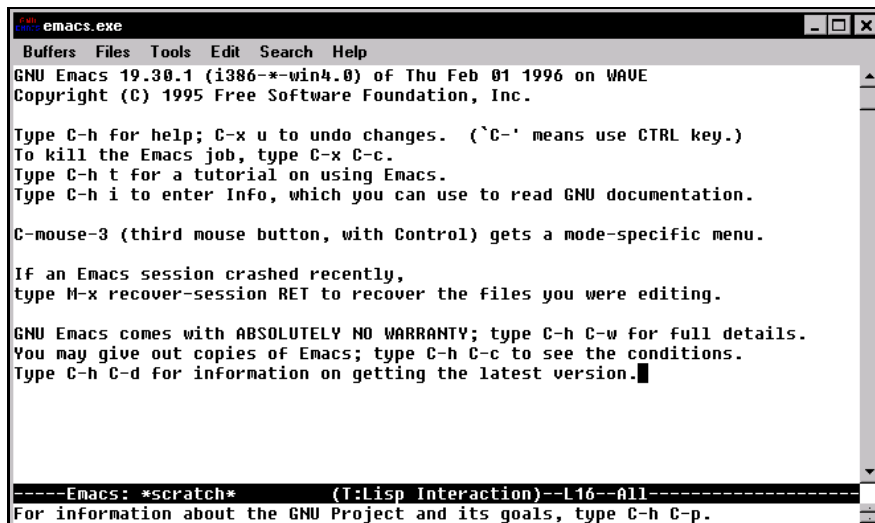 GNU Emacs emacs.exe
Buffers Files Tools Edit Search Help
GNU Emacs 19.30.1 (i386-*-win4.0) of Thu Feb 01 1996 on WAVE
Copyright (C) 1995 Free Software Foundation, Inc.
Type C-h for help; C-x u to undo changes.  (`C-' means use CTRL key.)
To kill the Emacs job, type C-x C-c.
Type C-h t for a tutorial on using Emacs.
Type C-h i to enter Info, which you can use to read GNU documentation.
C-mouse-3 (third mouse button, with Control) gets a mode-specific menu.
If an Emacs session crashed recently,
type M-x recover-session RET to recover the files you were editing.
GNU Emacs comes with ABSOLUTELY NO WARRANTY; type C-h C-w for full details.
You may give out copies of Emacs; type C-h C-c to see the conditions.
Type C-h C-d for information on getting the latest version.
-----Emacs: *scratch*         (T:Lisp Interaction)--L16--All--------------------
For information about the GNU Project and its goals, type C-h C-p.